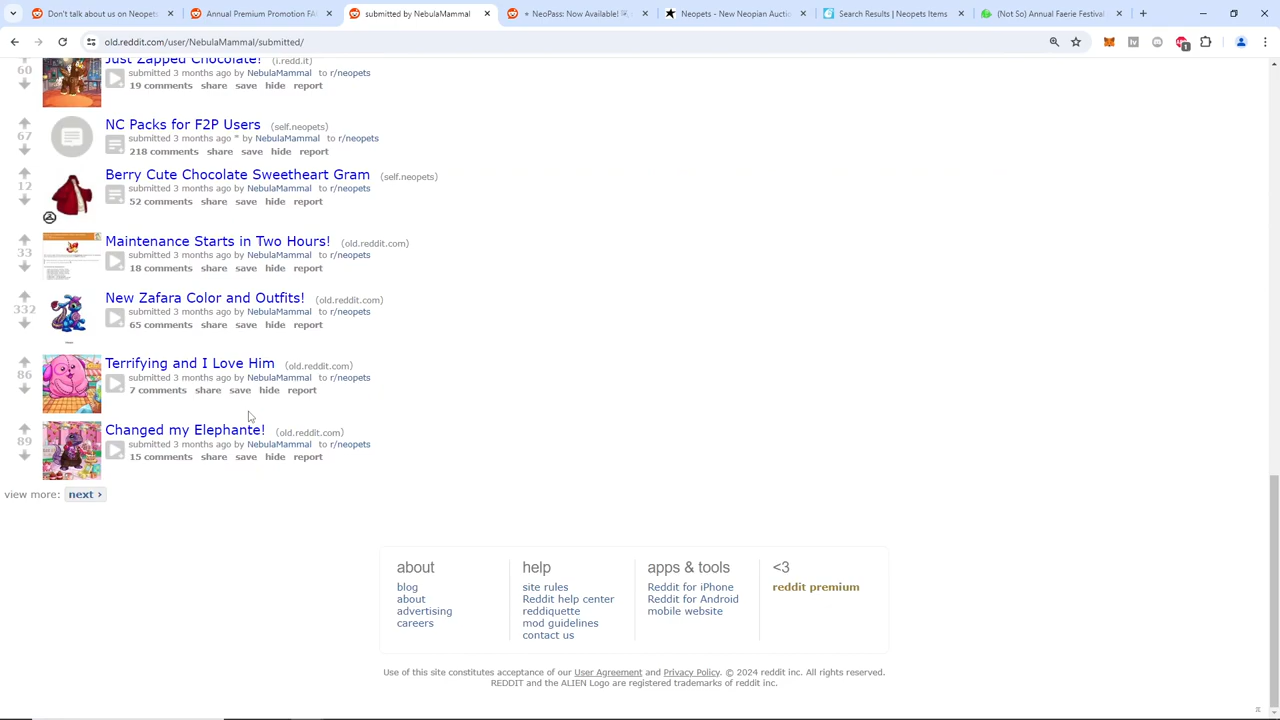 Don't talk about us on Neopets
Neopets Premium Promotion FA
submitted by NebulaMammal
NeoPass: Now Available!
Neopets - New Neopian Auctic
Search Results | Neopets Items
(Not So) Annual Faerie Festival
old.reddit.com/user/NebulaMammal/submitted/
1
60
Just Zapped Chocolate! (i.redd.it)
submitted 3 months ago by NebulaMammal to r/neopets
19 comments share save hide report
67
NC Packs for F2P Users (self.neopets)
submitted 3 months ago * by NebulaMammal to r/neopets
218 comments share save hide report
12
Berry Cute Chocolate Sweetheart Gram (self.neopets)
submitted 3 months ago by NebulaMammal to r/neopets
52 comments share save hide report
33
Maintenance Starts in Two Hours! (old.reddit.com)
submitted 3 months ago by NebulaMammal to r/neopets
18 comments share save hide report
332
New Zafara Color and Outfits! (old.reddit.com)
submitted 3 months ago by NebulaMammal to r/neopets
65 comments share save hide report
86
Terrifying and I Love Him (old.reddit.com)
submitted 3 months ago by NebulaMammal to r/neopets
7 comments share save hide report
89
Changed my Elephante! (old.reddit.com)
submitted 3 months ago by NebulaMammal to r/neopets
15 comments share save hide report
view more: next ›
about
blog
about
advertising
careers
help
site rules
Reddit help center
reddiquette
mod guidelines
contact us
apps & tools
Reddit for iPhone
Reddit for Android
mobile website
<3
reddit premium
Use of this site constitutes acceptance of our User Agreement and Privacy Policy. © 2024 reddit inc. All rights reserved.
REDDIT and the ALIEN Logo are registered trademarks of reddit inc.
π